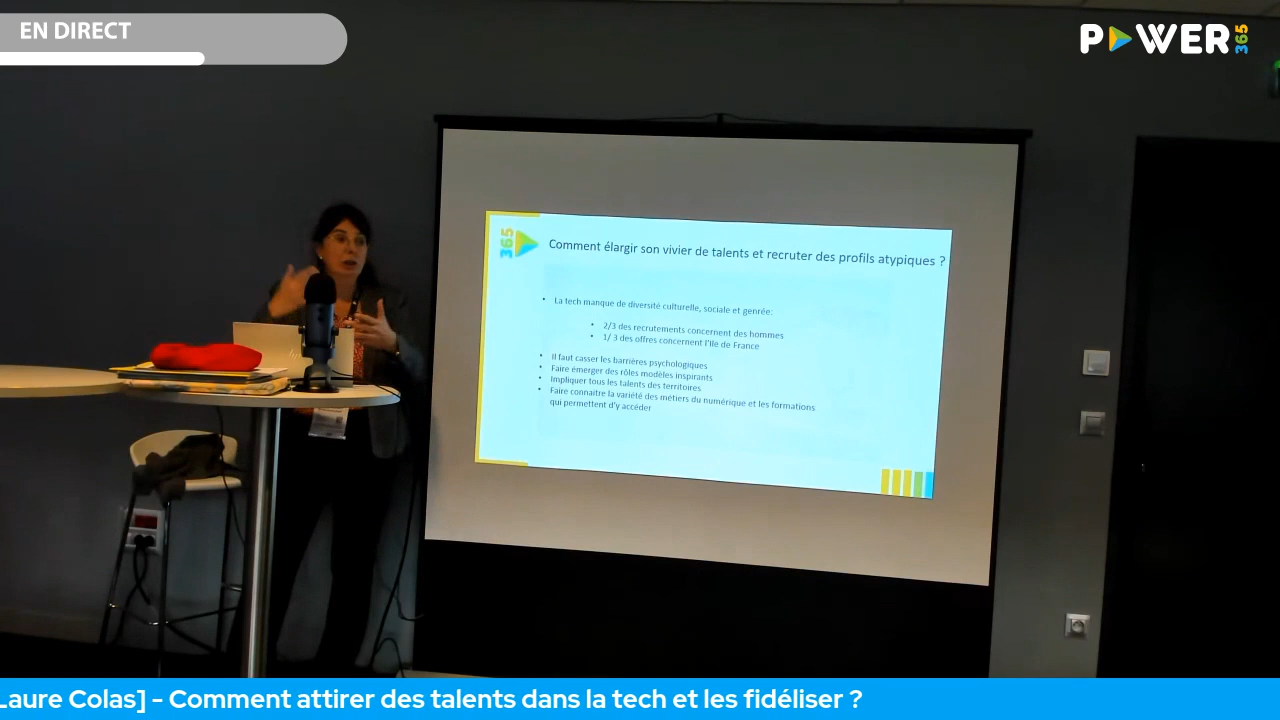 EN DIRECT
POWER 365
365
Comment élargir son vivier de talents et recruter des profils atypiques ?
• La tech manque de diversité culturelle, sociale et genrée:
• 2/3 des recrutements concernent des hommes
• 1/ 3 des offres concernent l'Ile de France
• Il faut casser les barrières psychologiques
• Faire émerger des rôles modèles inspirants
• Impliquer tous les talents des territoires
• Faire connaitre la variété des métiers du numérique et les formations
qui permettent d'y accéder
Laure Colas] - Comment attirer des talents dans la tech et les fidéliser ?